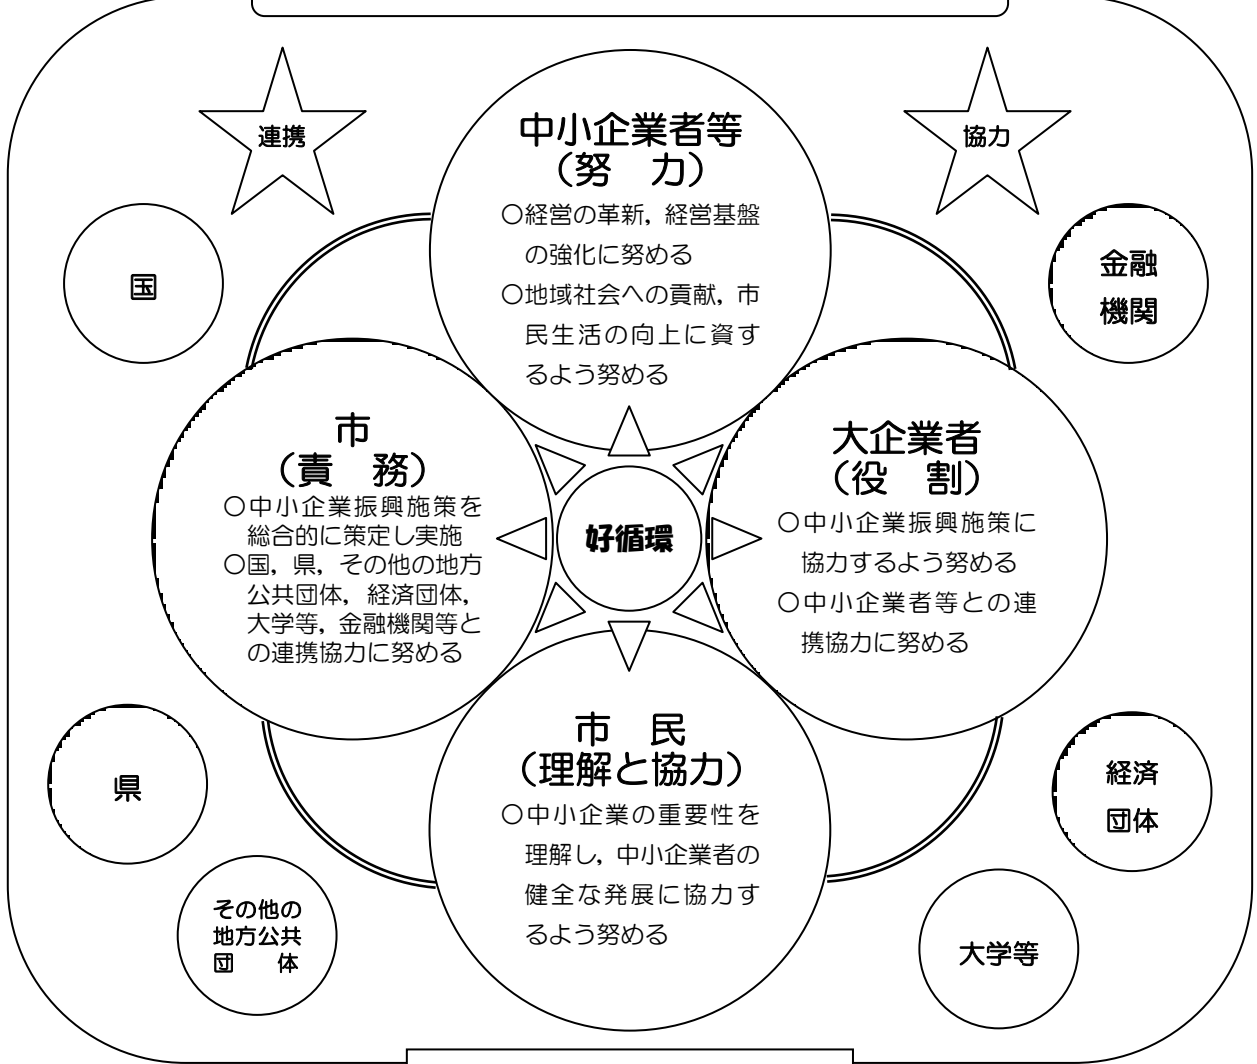 連携
協力
中小企業者等
（努　力）
○経営の革新，経営基盤
の強化に努める
○地域社会への貢献，市
民生活の向上に資す
るよう努める
国
金融
機関
市
（責　務）
○中小企業振興施策を
総合的に策定し実施
○国，県，その他の地方
公共団体，経済団体，
大学等，金融機関等と
の連携協力に努める
好循環
大企業者
（役　割）
○中小企業振興施策に
協力するよう努める
○中小企業者等との連
携協力に努める
市　民
（理解と協力）
○中小企業の重要性を
理解し，中小企業者の
健全な発展に協力す
るよう努める
県
その他の
地方公共
団　　体
経済
団体
大学等